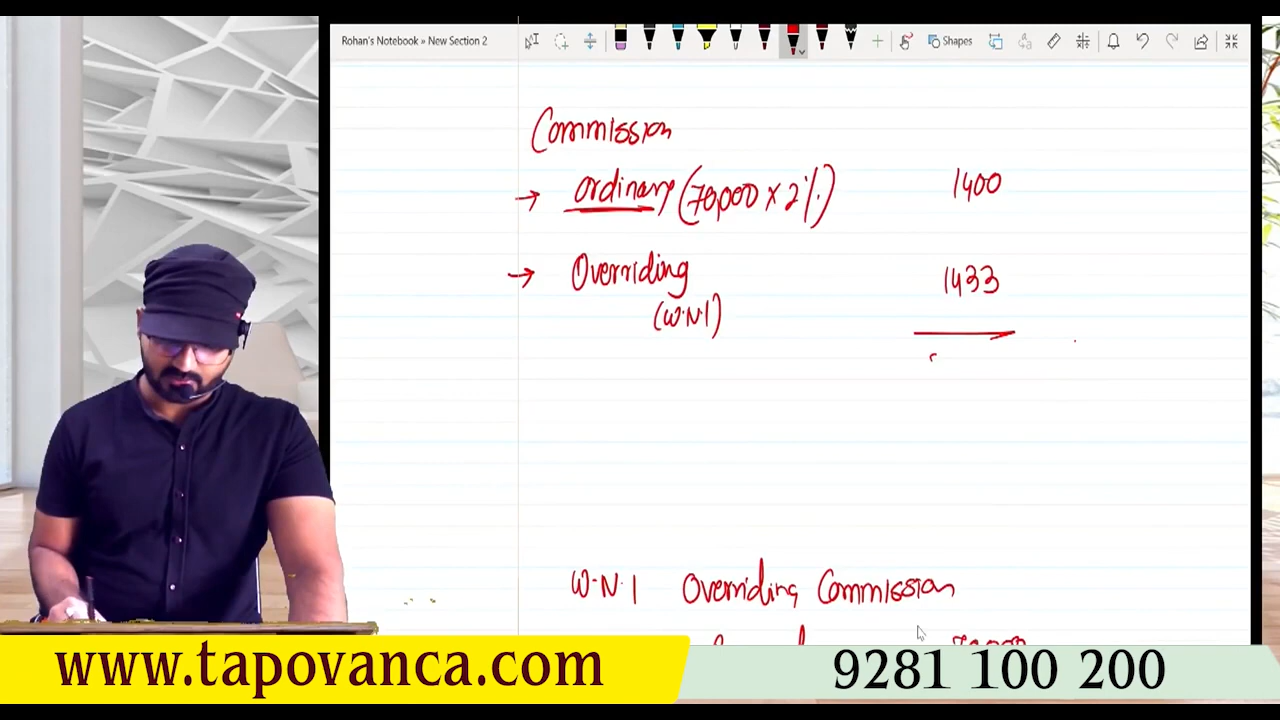 Rohan's Notebook » New Section 2
Shapes
Commission
→ Ordinary (70,000 × 2%) 1400
→ Overriding 1433
(W.N.1)
W.N.1 Overriding Commission
www.tapovanca.com
9281 100 200